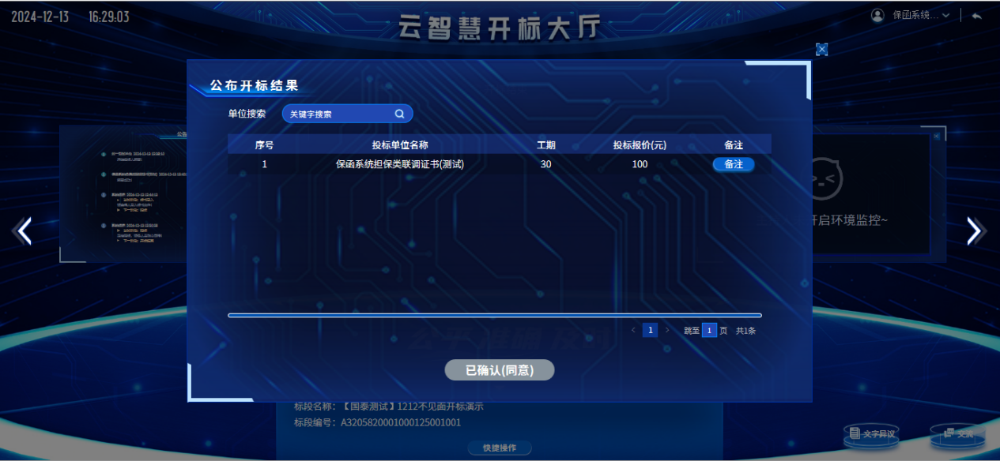 2024-12-13 16:29:03
云智慧开标大厅
保函系统...
公布开标结果
单位搜索 关键字搜索
序号 投标单位名称 工期 投标报价(元) 备注
1 保函系统担保类联调证书(测试) 30 100 备注
开启环境监控~
1 跳至 1 页 共1条
已确认(同意)
标段名称：【国泰测试】1212不见面开标演示
标段编号：A3205820001000125001001
文字异议 交流
快捷操作